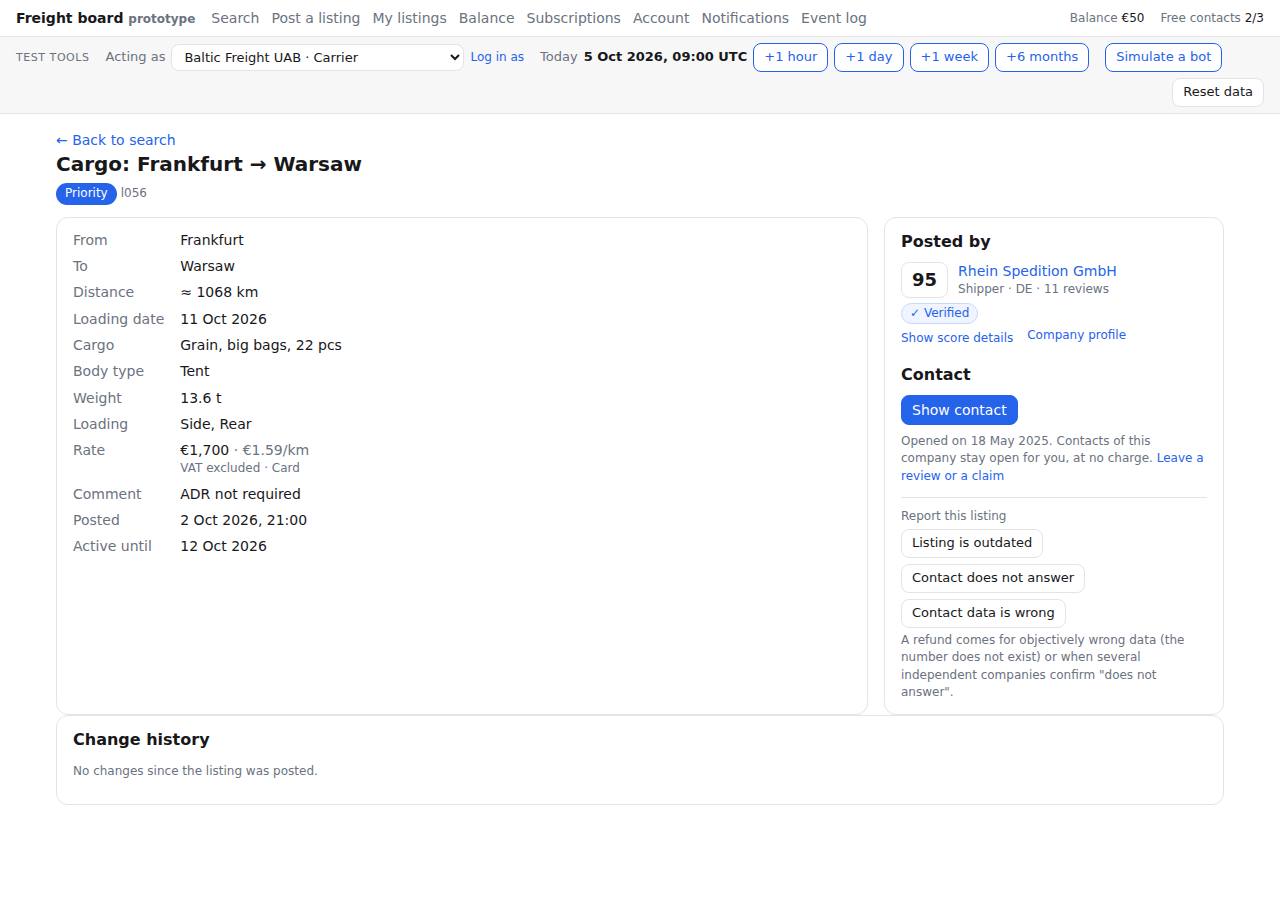 Freight board prototype Search Post a listing My listings Balance Subscriptions Account Notifications Event log Balance €50 Free contacts 2/3
TEST TOOLS Acting as Baltic Freight UAB · Carrier Log in as Today 5 Oct 2026, 09:00 UTC +1 hour +1 day +1 week +6 months Simulate a bot
Reset data
← Back to search
Cargo: Frankfurt → Warsaw
Priority l056
From Frankfurt
To Warsaw
Distance ≈ 1068 km
Loading date 11 Oct 2026
Cargo Grain, big bags, 22 pcs
Body type Tent
Weight 13.6 t
Loading Side, Rear
Rate €1,700 · €1.59/km
VAT excluded · Card
Comment ADR not required
Posted 2 Oct 2026, 21:00
Active until 12 Oct 2026
Posted by
95 Rhein Spedition GmbH
Shipper · DE · 11 reviews
✓ Verified
Show score details Company profile
Contact
Show contact
Opened on 18 May 2025. Contacts of this
company stay open for you, at no charge. Leave a
review or a claim
Report this listing
Listing is outdated
Contact does not answer
Contact data is wrong
A refund comes for objectively wrong data (the
number does not exist) or when several
independent companies confirm "does not
answer".
Change history
No changes since the listing was posted.